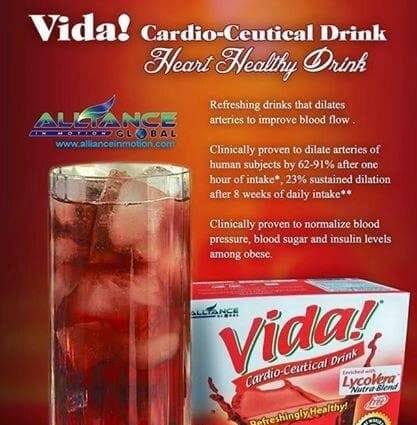 Vida! Cardio-Ceutical Drink
Heart Healthy Drink
ALLIANCE
IN MOTION GLOBAL
www.allianceinmotion.com
Refreshing drinks that dilates
arteries to improve blood flow .
Clinically proven to dilate arteries of
human subjects by 62-91% after one
hour of intake*, 23% sustained dilation
after 8 weeks of daily intake**
Clinically proven to normalize blood
pressure, blood sugar and insulin levels
among obese.
ALLIANCE
GLOBAL
Vida!
Cardio-Ceutical Drink
Enriched with
LycoVera
Nutra-Blend
Refreshingly Healthy!